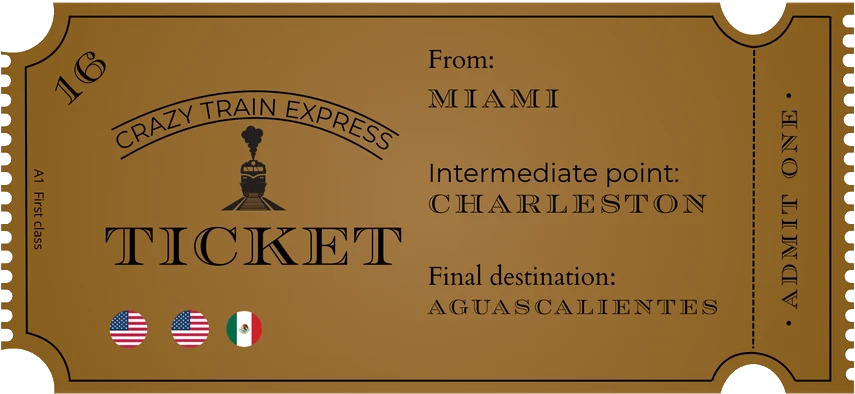 16
CRAZY TRAIN EXPRESS
TICKET
A1 First class
From:
MIAMI
Intermediate point:
CHARLESTON
Final destination:
AGUASCALIENTES
• ADMIT ONE •